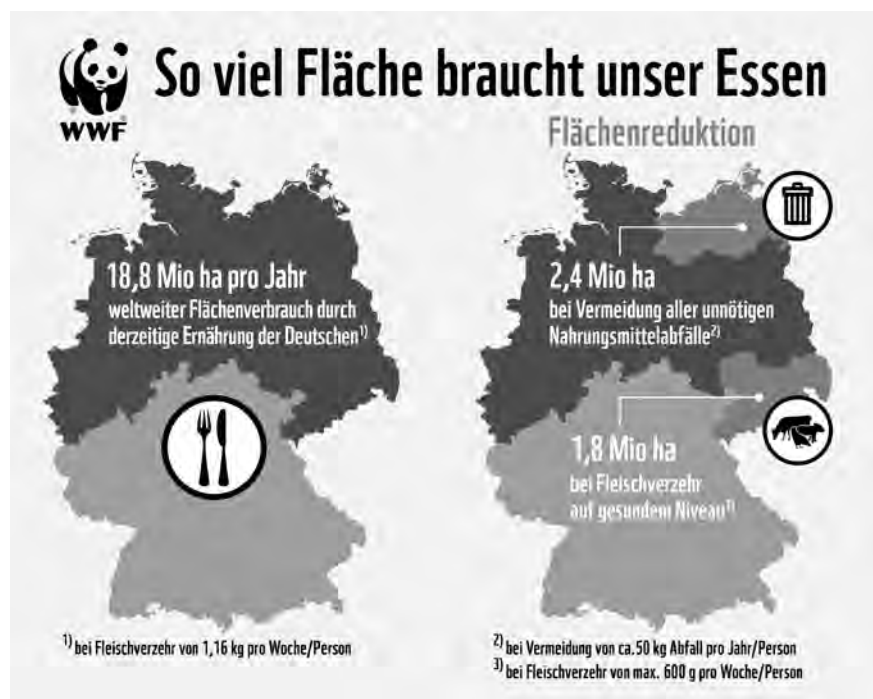 So viel Fläche braucht unser Essen
WWF
Flächenreduktion
18,8 Mio ha pro Jahr
weltweiter Flächenverbrauch durch
derzeitige Ernährung der Deutschen1)
2,4 Mio ha
bei Vermeidung aller unnötigen
Nahrungsmittelabfälle2)
1,8 Mio ha
bei Fleischverzehr
auf gesundem Niveau3)
1) bei Fleischverzehr von 1,16 kg pro Woche/Person
2) bei Vermeidung von ca. 50 kg Abfall pro Jahr/Person
3) bei Fleischverzehr von max. 600 g pro Woche/Person